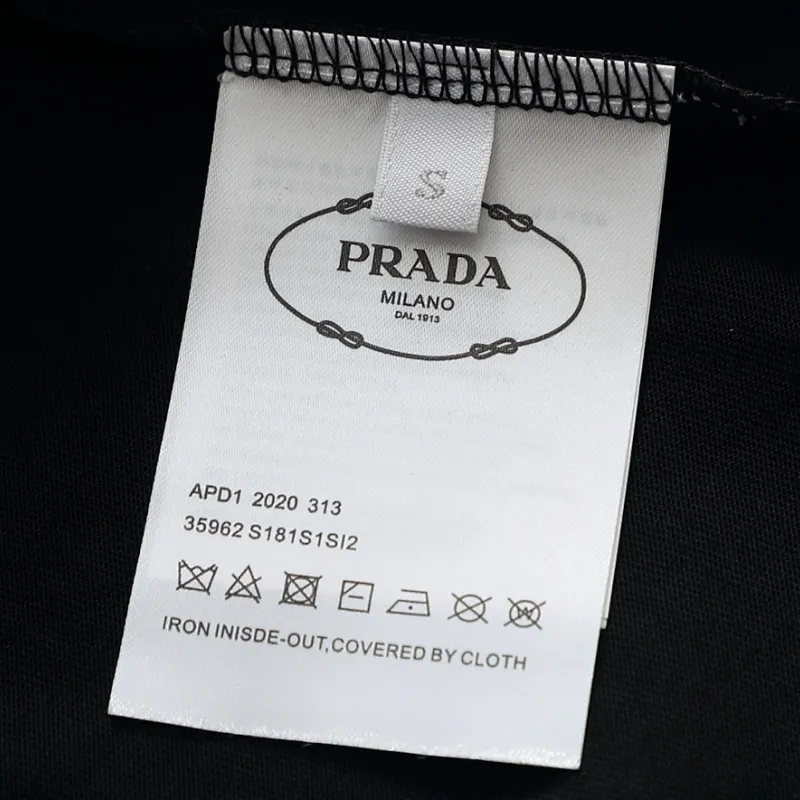 S
PRADA
MILANO
DAL 1913
APD1 2020 313
35962 S181S1SI2
W
IRON INISDE-OUT,COVERED BY CLOTH